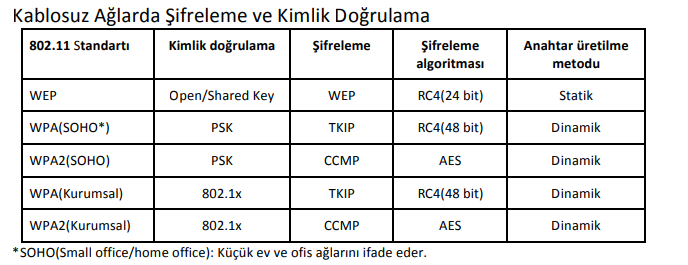 Kablosuz Ağlarda Şifreleme ve Kimlik Doğrulama
802.11 Standartı Kimlik doğrulama Şifreleme Şifreleme algoritması Anahtar üretilme metodu
WEP Open/Shared Key WEP RC4(24 bit) Statik
WPA(SOHO*) PSK TKIP RC4(48 bit) Dinamik
WPA2(SOHO) PSK CCMP AES Dinamik
WPA(Kurumsal) 802.1x TKIP RC4(48 bit) Dinamik
WPA2(Kurumsal) 802.1x CCMP AES Dinamik
*SOHO(Small office/home office): Küçük ev ve ofis ağlarını ifade eder.